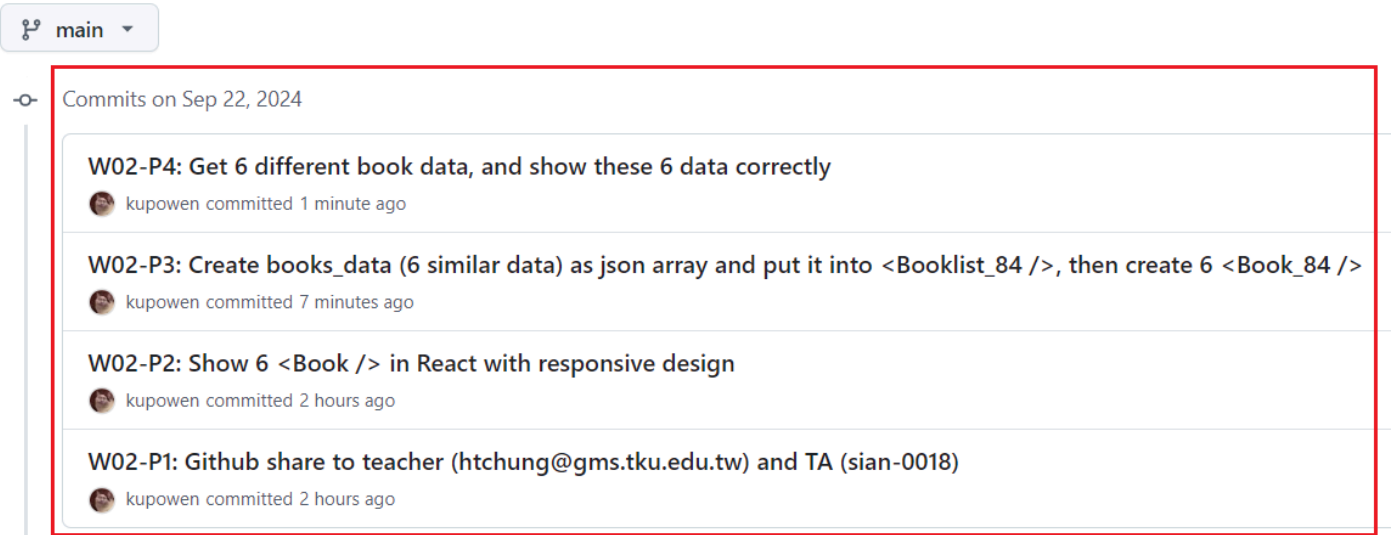 main
Commits on Sep 22, 2024
W02-P4: Get 6 different book data, and show these 6 data correctly
kupowen committed 1 minute ago
W02-P3: Create books_data (6 similar data) as json array and put it into <Booklist_84 />, then create 6 <Book_84 />
kupowen committed 7 minutes ago
W02-P2: Show 6 <Book /> in React with responsive design
kupowen committed 2 hours ago
W02-P1: Github share to teacher (htchung@gms.tku.edu.tw) and TA (sian-0018)
kupowen committed 2 hours ago